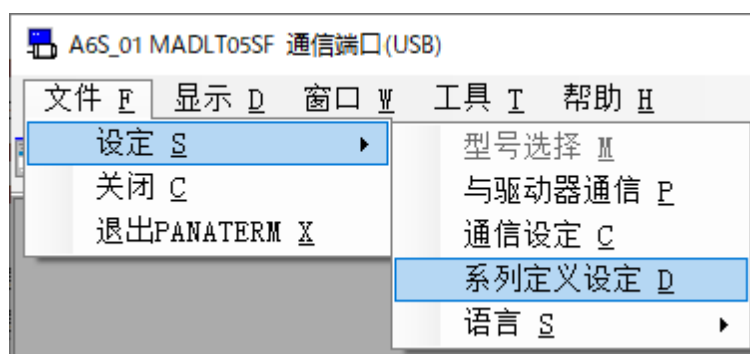 A6S_01 MADLT05SF 通信端口(USB)
文件 F 显示 D 窗口 W 工具 T 帮助 H
设定 S
关闭 C
退出PANATERM X
型号选择 M
与驱动器通信 P
通信设定 C
系列定义设定 D
语言 S